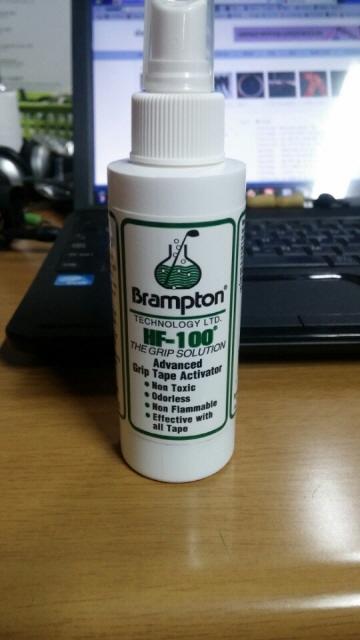 Brampton®
TECHNOLOGY LTD.
HF-100®
THE GRIP SOLUTION
Advanced
Grip Tape Activator
• Non Toxic
• Odorless
• Non Flammable
• Effective with
all Tape